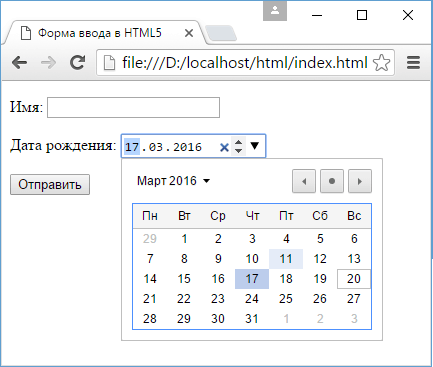 Форма ввода в HTML5
file:///D:/localhost/html/index.html
Имя:
Дата рождения: 17.03.2016
Отправить
Март 2016
Пн Вт Ср Чт Пт Сб Вс
29 1 2 3 4 5 6
7 8 9 10 11 12 13
14 15 16 17 18 19 20
21 22 23 24 25 26 27
28 29 30 31 1 2 3